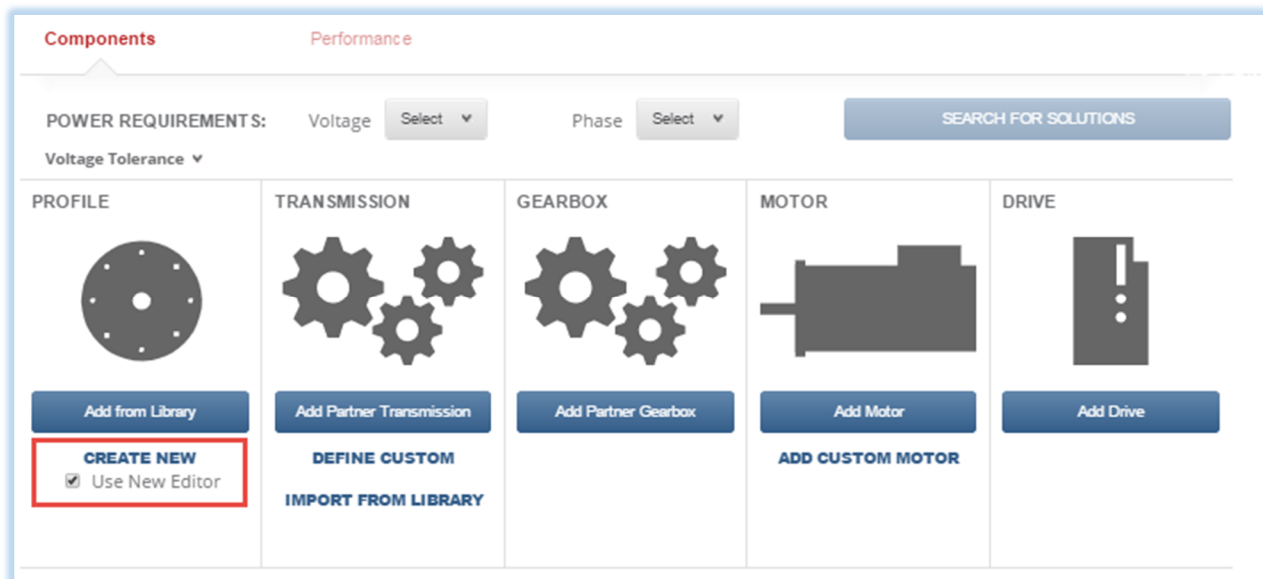 Components Performance
POWER REQUIREMENTS: Voltage Select Phase Select SEARCH FOR SOLUTIONS
Voltage Tolerance
PROFILE TRANSMISSION GEARBOX MOTOR DRIVE
Add from Library Add Partner Transmission Add Partner Gearbox Add Motor Add Drive
CREATE NEW DEFINE CUSTOM ADD CUSTOM MOTOR
Use New Editor
IMPORT FROM LIBRARY